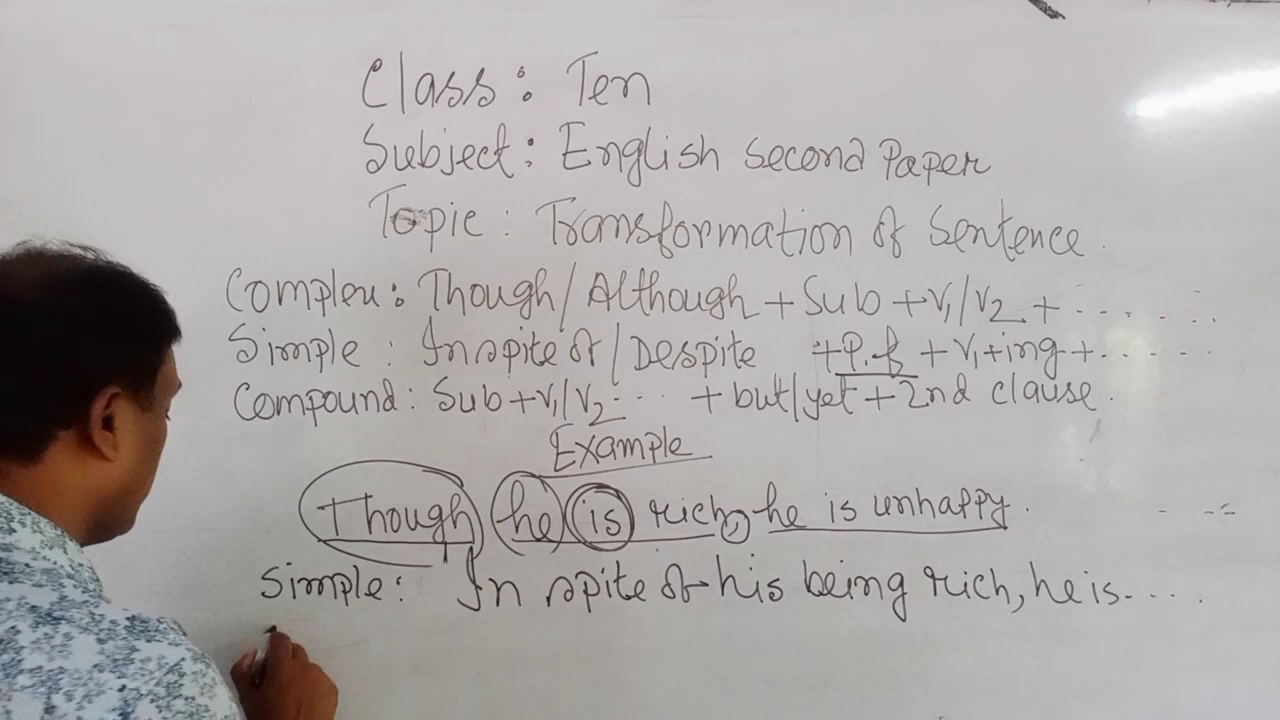 Class: Ten
Subject: English Second Paper
Topic: Transformation of Sentence.
Complex: Though/Although + Sub + V1/V2 + .......
Simple: Inspite of/Despite + P.f + V1+ing+......
Compound: Sub+V1/V2.... + but/yet + 2nd clause.
Example
Though he is rich, he is unhappy.
Simple: In spite of his being rich, he is.....